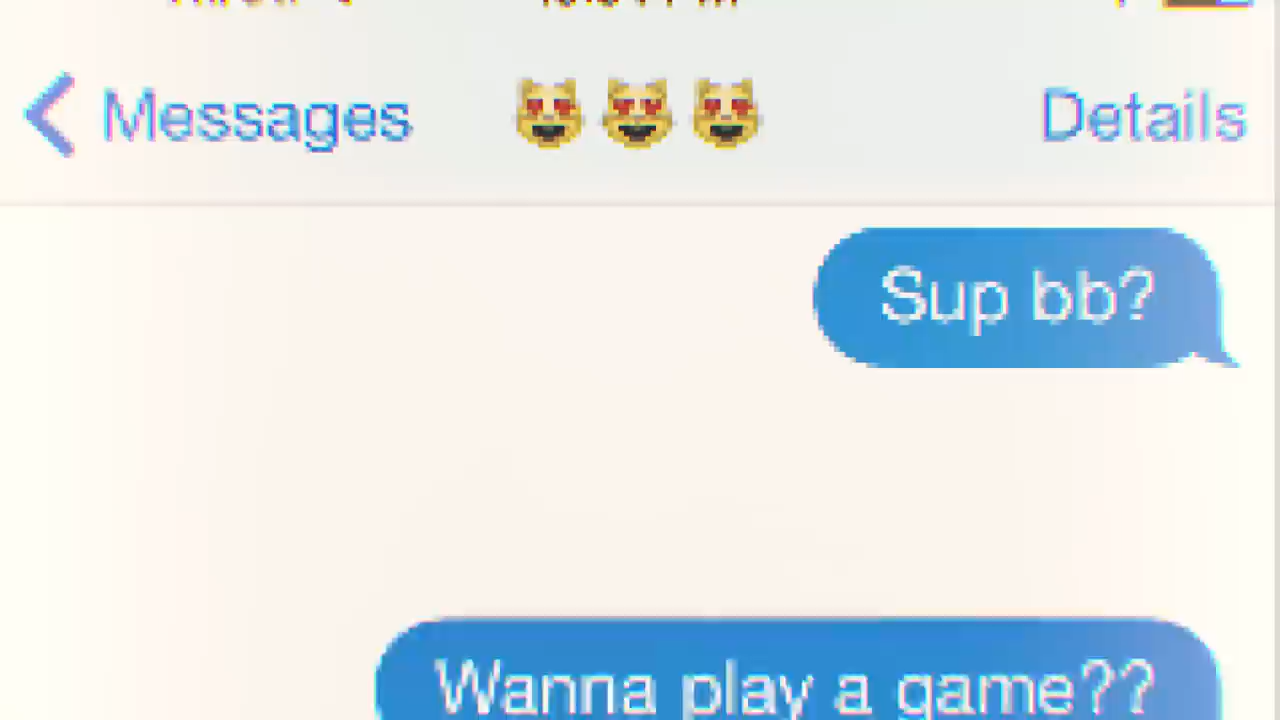 Messages 😻😻😻 Details
Sup bb?
Wanna play a game??